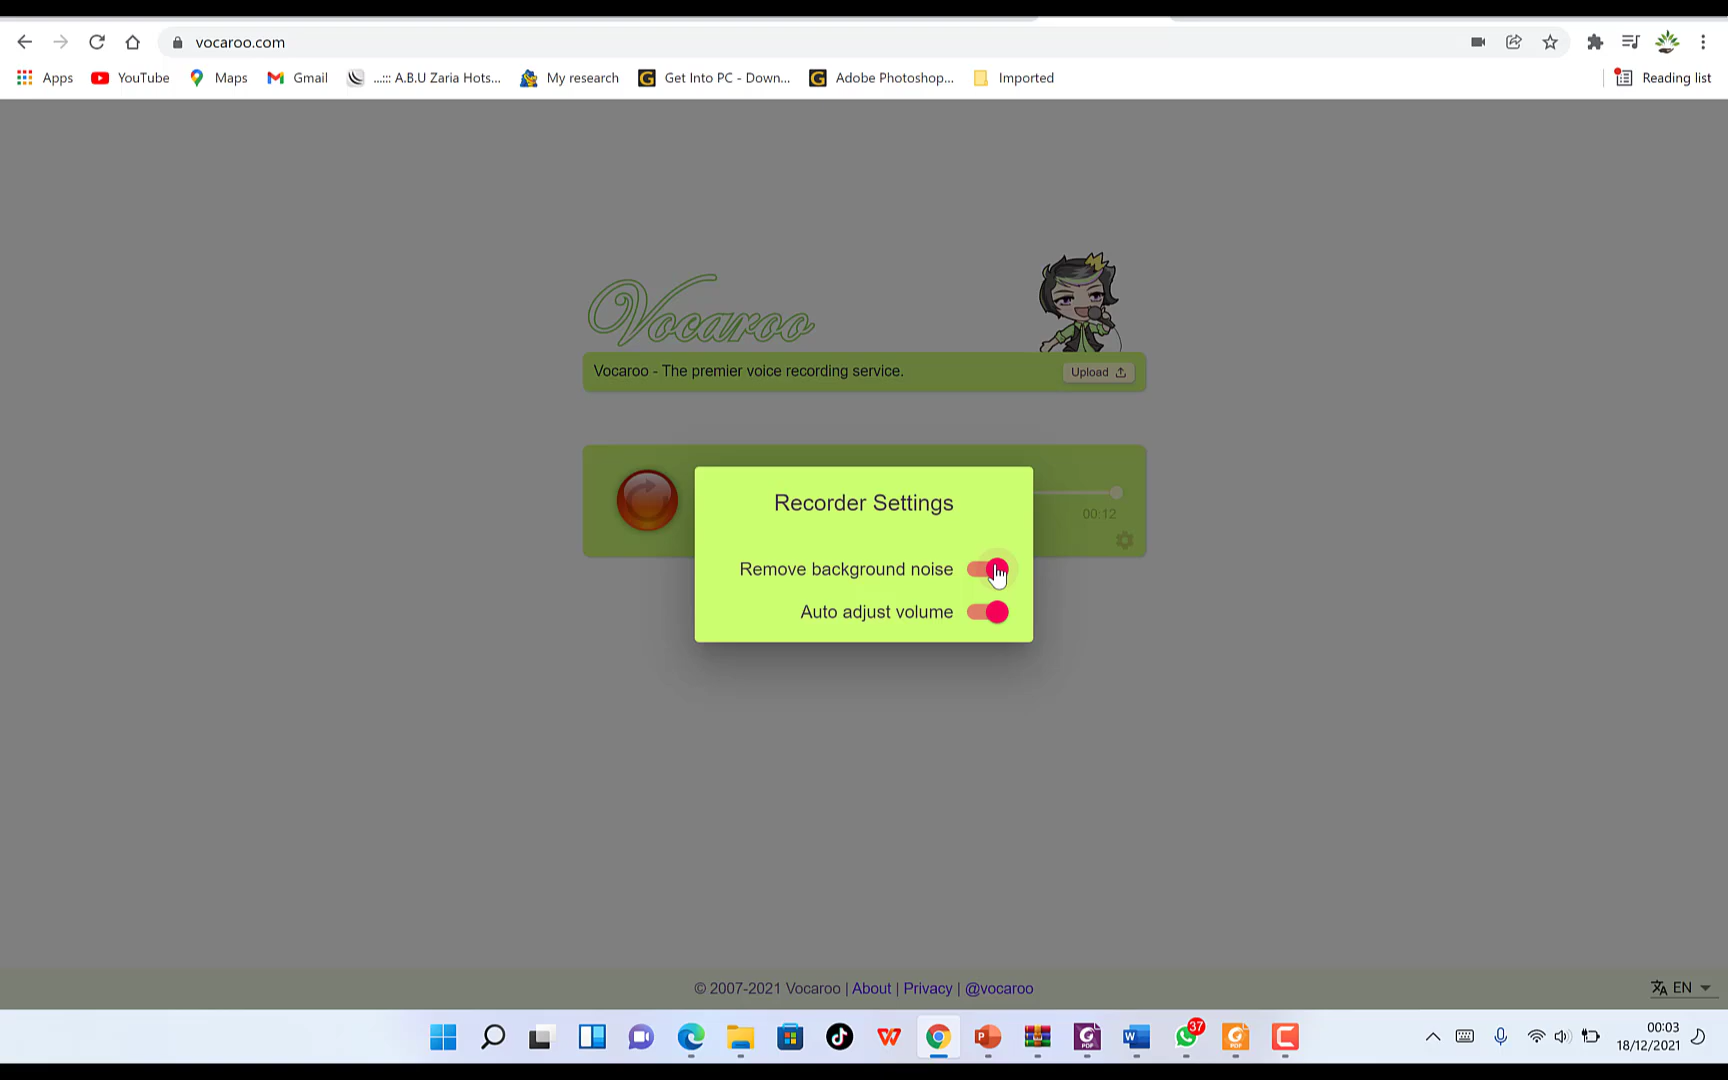 vocaroo.com
Apps YouTube Maps Gmail ...::: A.B.U Zaria Hots... My research Get Into PC - Down... Adobe Photoshop... Imported Reading list
Vocaroo
Vocaroo - The premier voice recording service. Upload
00:12
Recorder Settings
Remove background noise
Auto adjust volume
© 2007-2021 Vocaroo | About | Privacy | @vocaroo
EN
37
00:03
18/12/2021